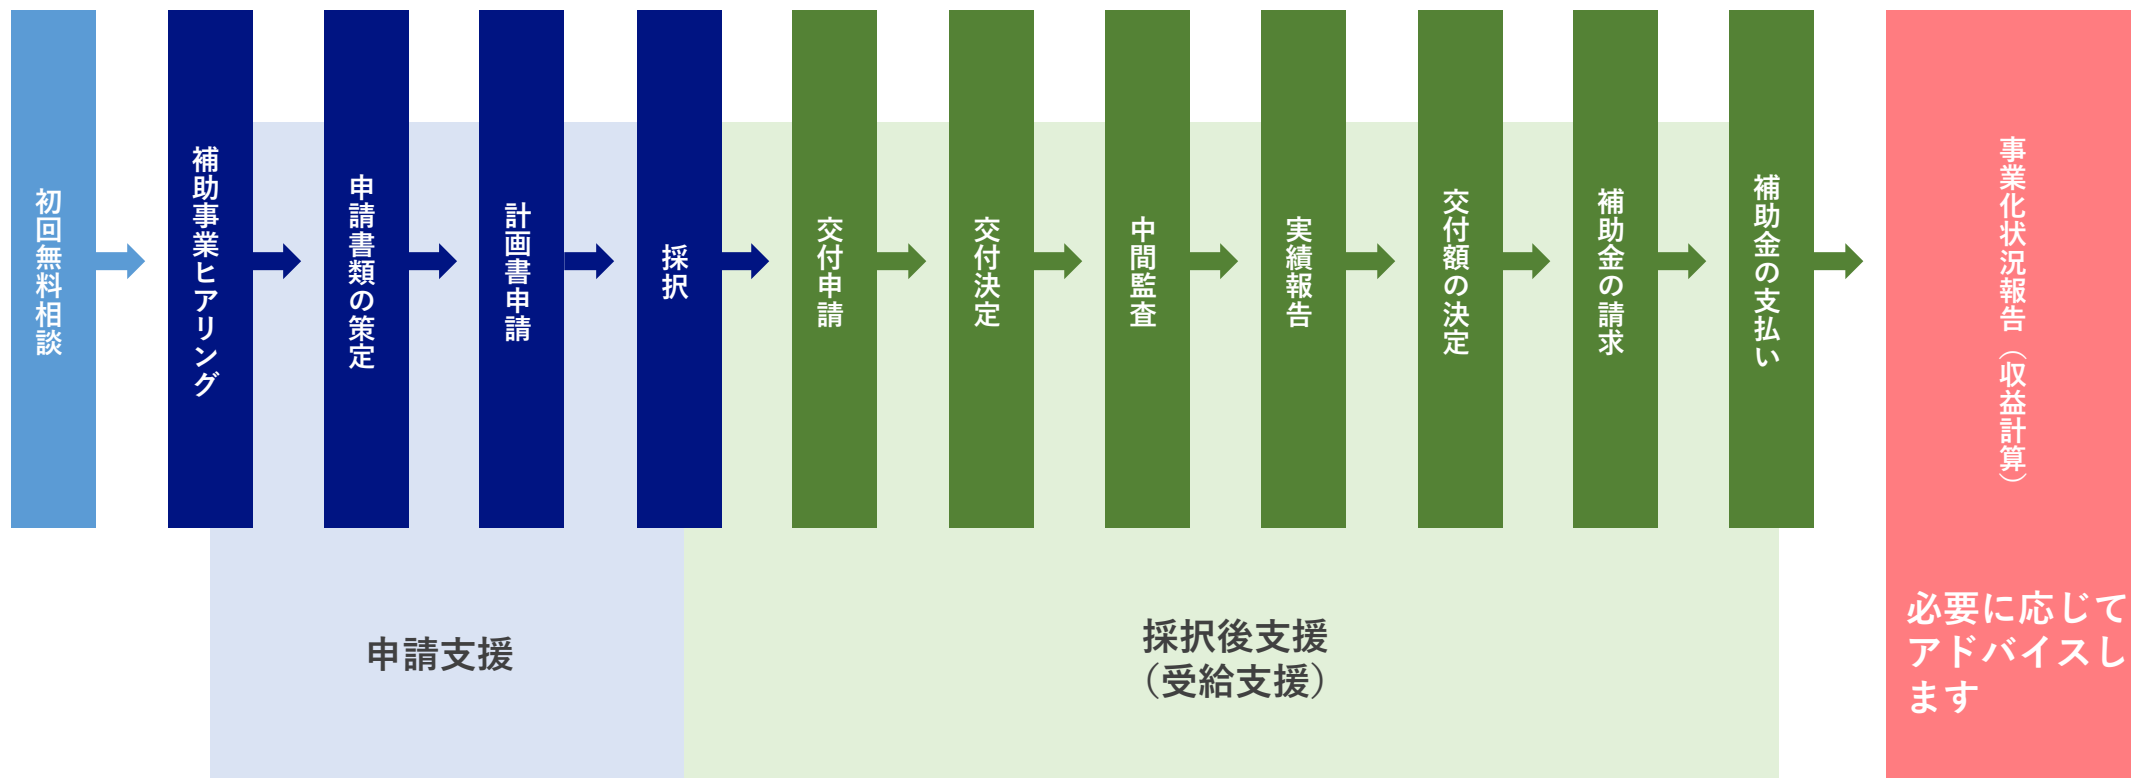 初回無料相談
補助事業ヒアリング
申請書類の策定
計画書申請
採択
交付申請
交付決定
中間監査
実績報告
交付額の決定
補助金の請求
補助金の支払い
事業化状況報告（収益計算）
申請支援
採択後支援
（受給支援）
必要に応じて
アドバイスし
ます